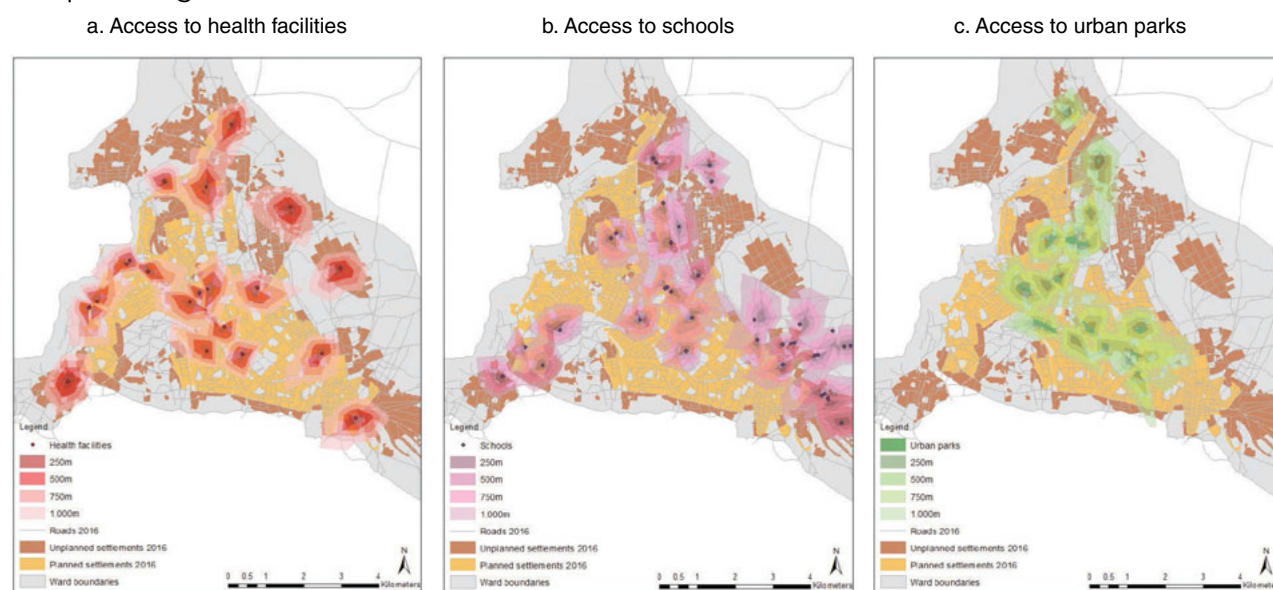 a. Access to health facilities
b. Access to schools
c. Access to urban parks
Legend
Health facilities
250m
500m
750m
1.000m
Roads 2016
Unplanned settlements 2016
Planned settlements 2016
Ward boundaries
N
0 0.5 1 2 3 4
Kilometers
Legend
Schools
250m
500m
750m
1.000m
Roads 2016
Unplanned settlements 2016
Planned settlements 2016
Ward boundaries
N
0 0.5 1 2 3 4
Kilometers
Legend
Urban parks
250m
500m
750m
1.000m
Roads 2016
Unplanned settlements 2016
Planned settlements 2016
Ward boundaries
N
0 0.5 1 2 3 4